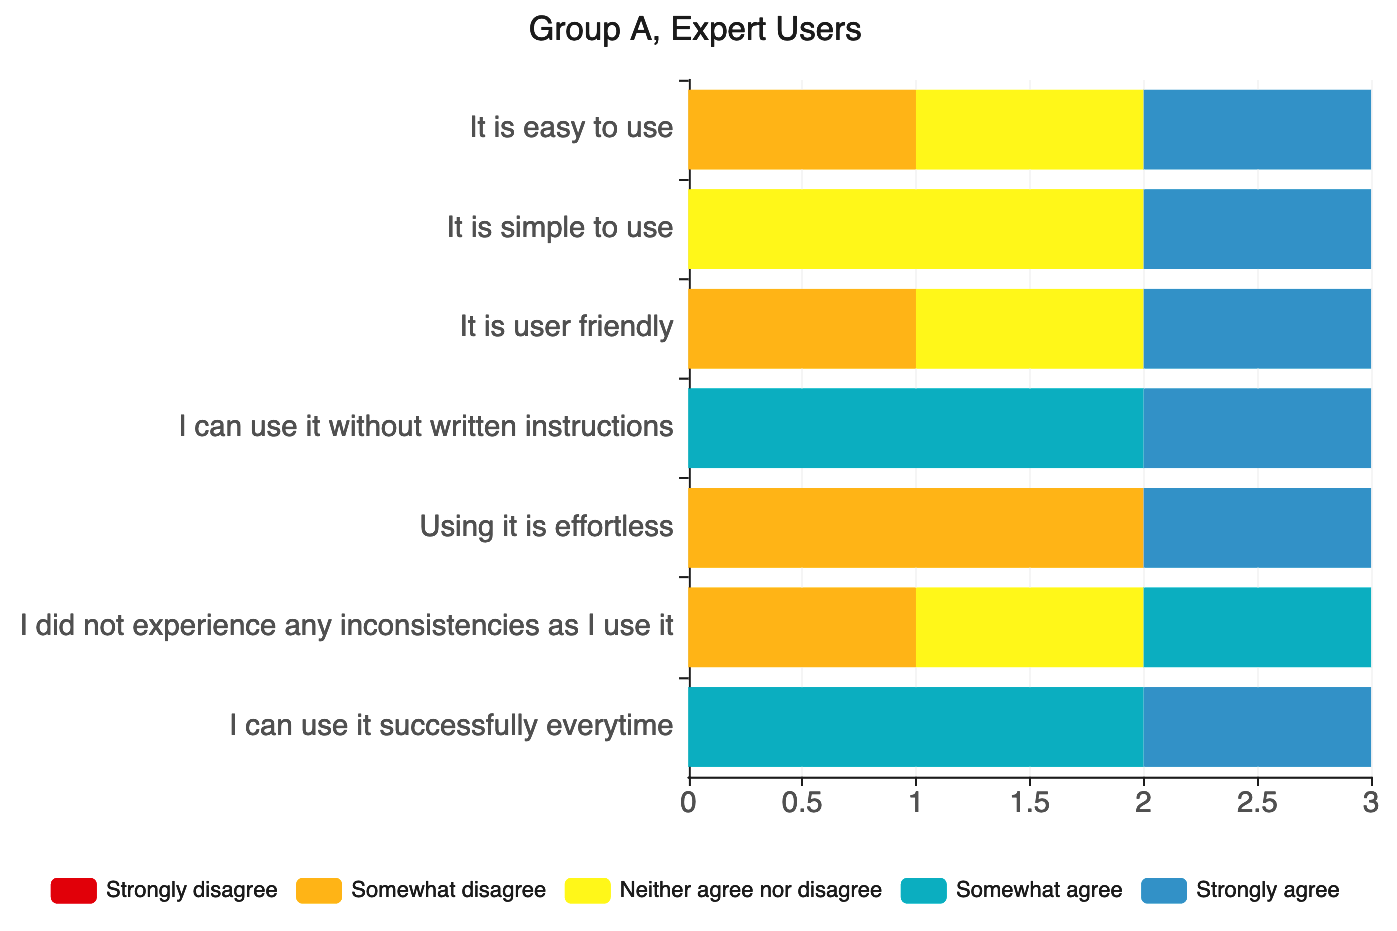 Group A, Expert Users
It is easy to use
It is simple to use
It is user friendly
I can use it without written instructions
Using it is effortless
I did not experience any inconsistencies as I use it
I can use it successfully everytime
0 0.5 1 1.5 2 2.5 3
Strongly disagree Somewhat disagree Neither agree nor disagree Somewhat agree Strongly agree